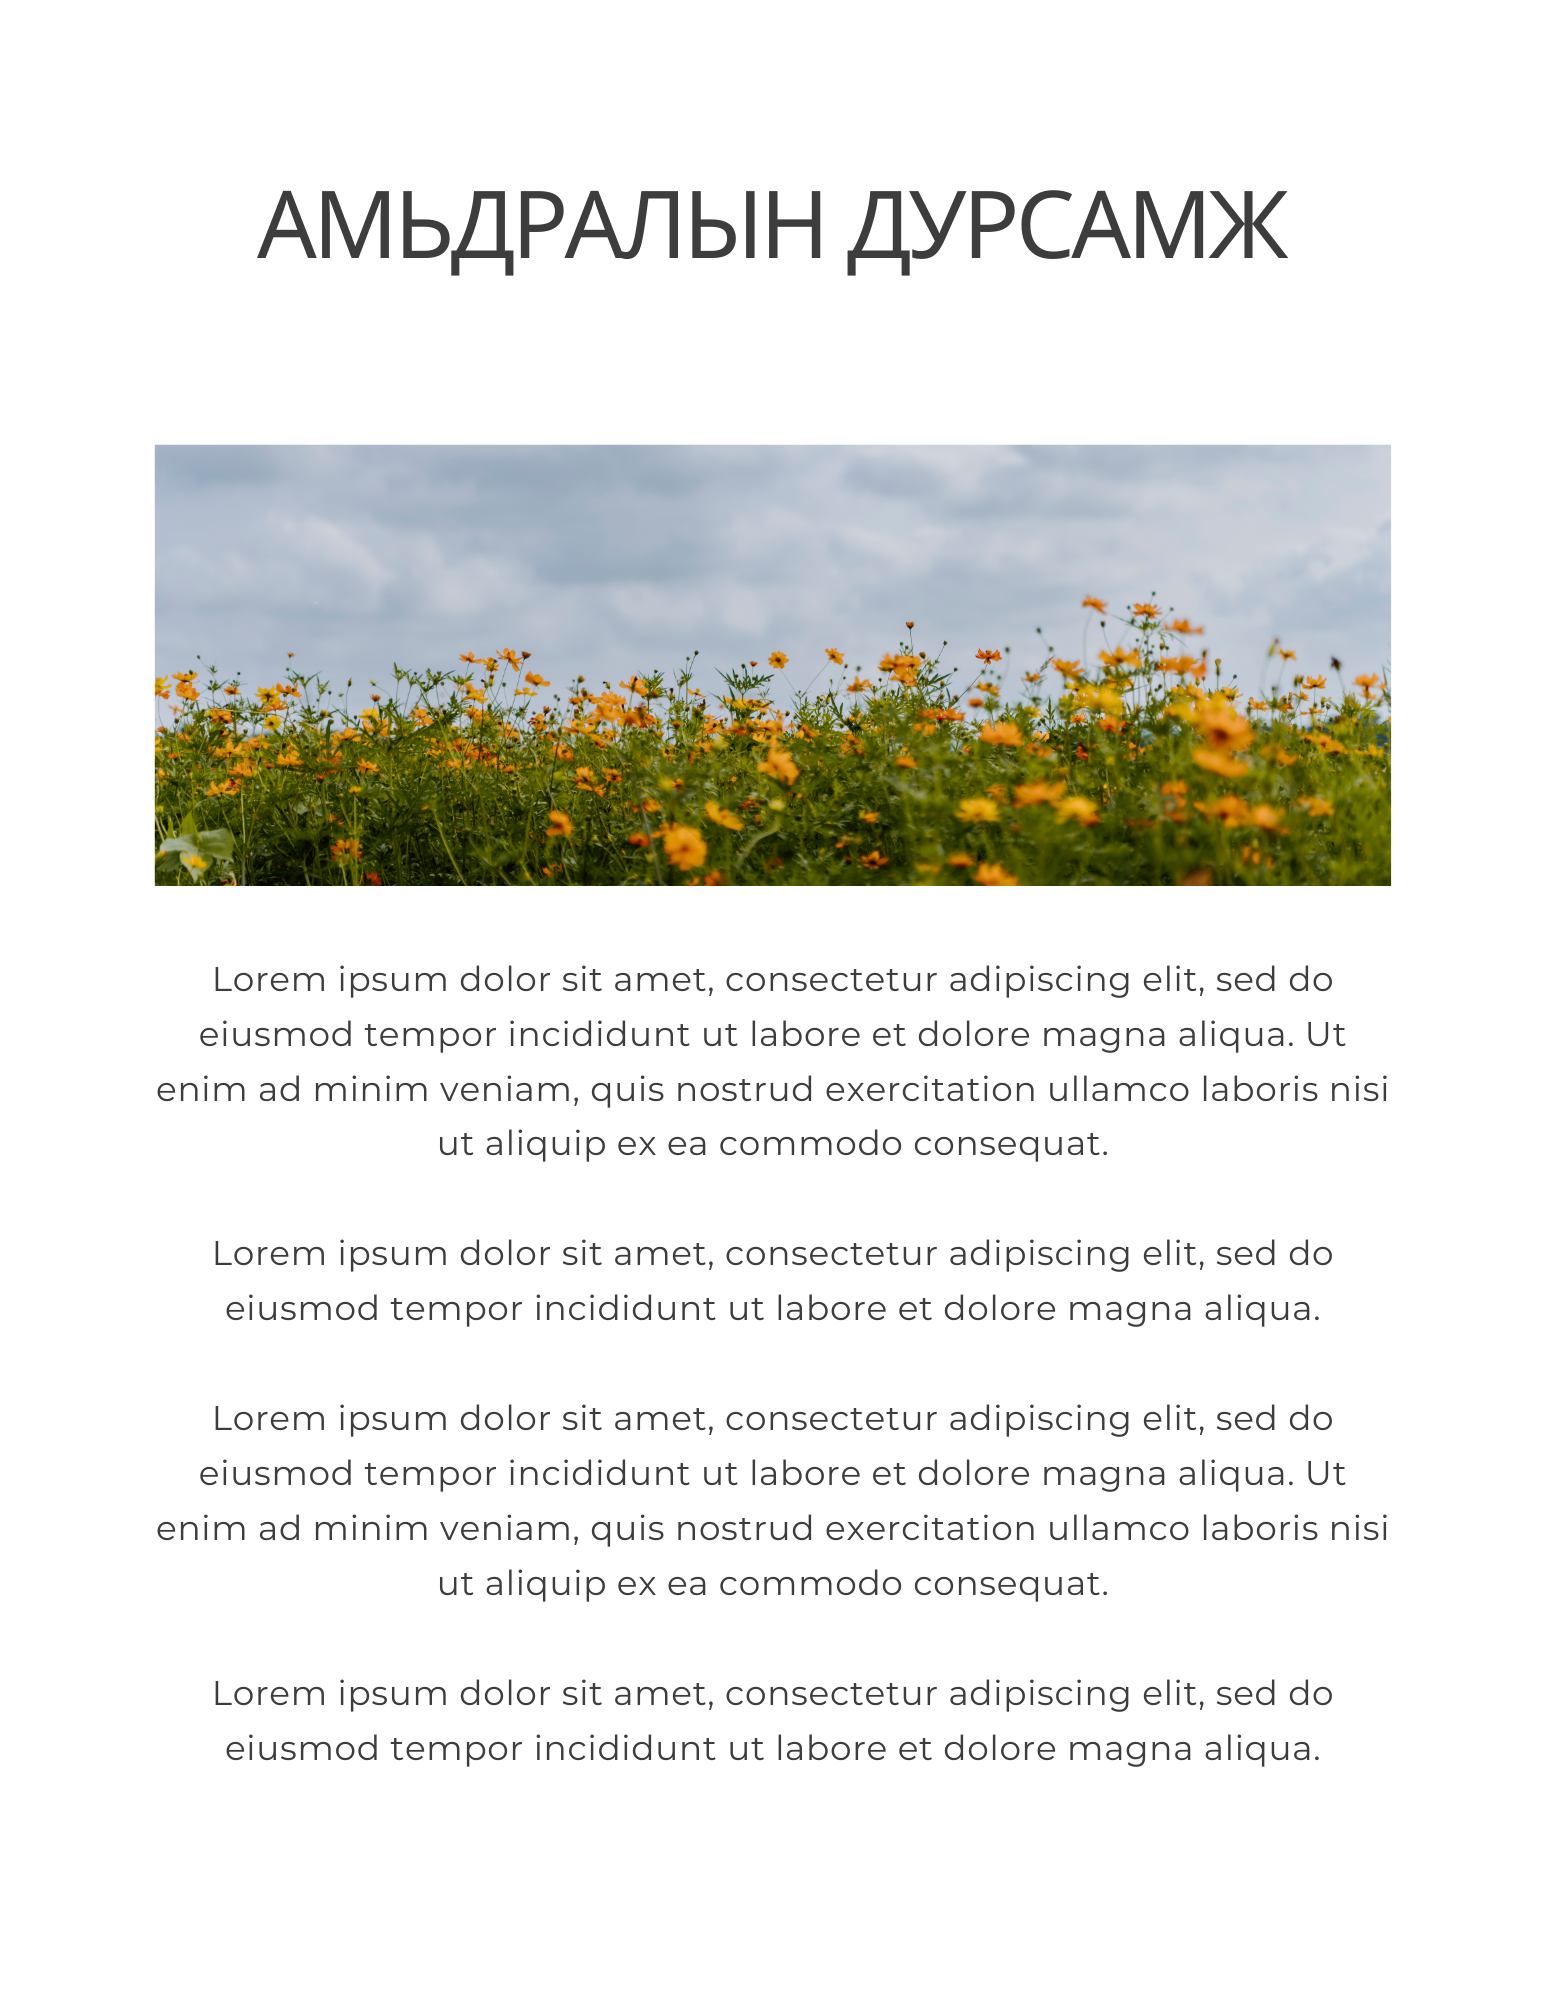 АМЬДРАЛЫН ДУРСАМЖ
Lorem ipsum dolor sit amet, consectetur adipiscing elit, sed do
eiusmod tempor incididunt ut labore et dolore magna aliqua. Ut
enim ad minim veniam, quis nostrud exercitation ullamco laboris nisi
ut aliquip ex ea commodo consequat.
Lorem ipsum dolor sit amet, consectetur adipiscing elit, sed do
eiusmod tempor incididunt ut labore et dolore magna aliqua.
Lorem ipsum dolor sit amet, consectetur adipiscing elit, sed do
eiusmod tempor incididunt ut labore et dolore magna aliqua. Ut
enim ad minim veniam, quis nostrud exercitation ullamco laboris nisi
ut aliquip ex ea commodo consequat.
Lorem ipsum dolor sit amet, consectetur adipiscing elit, sed do
eiusmod tempor incididunt ut labore et dolore magna aliqua.